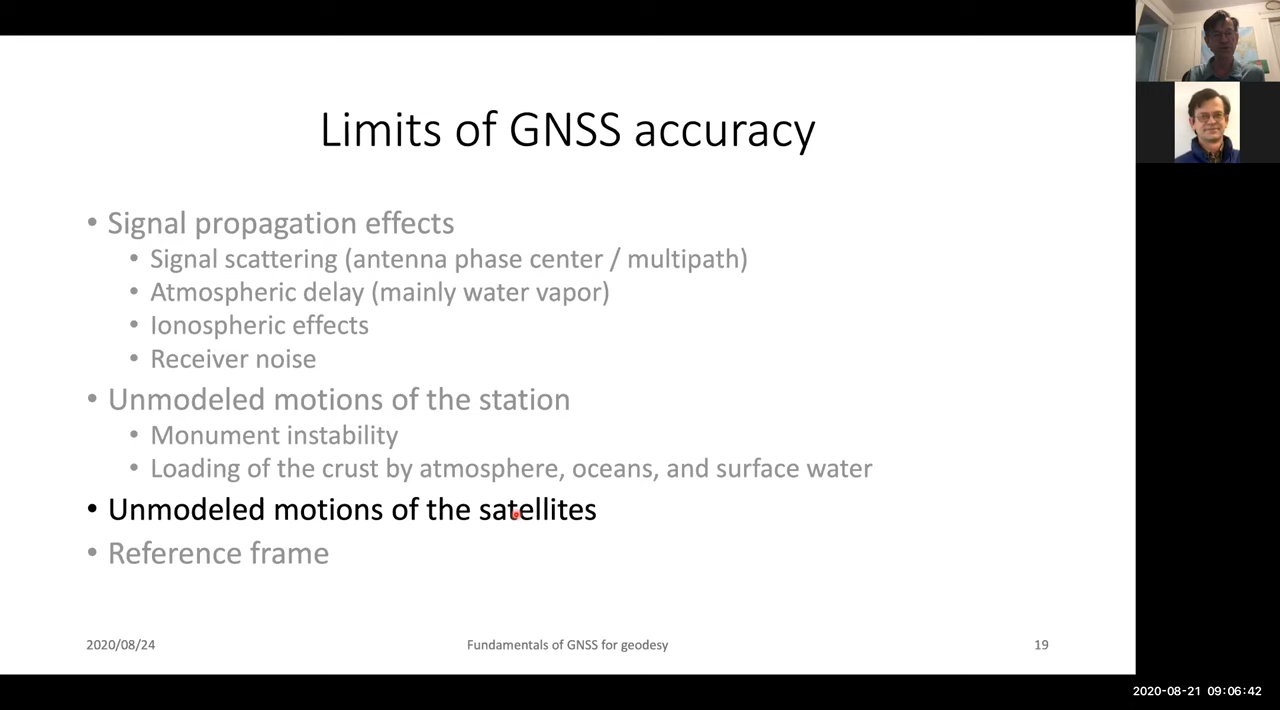 Limits of GNSS accuracy
• Signal propagation effects
• Signal scattering (antenna phase center / multipath)
• Atmospheric delay (mainly water vapor)
• Ionospheric effects
• Receiver noise
• Unmodeled motions of the station
• Monument instability
• Loading of the crust by atmosphere, oceans, and surface water
• Unmodeled motions of the satellites
• Reference frame
2020/08/24
Fundamentals of GNSS for geodesy
19
2020-08-21 09:06:42